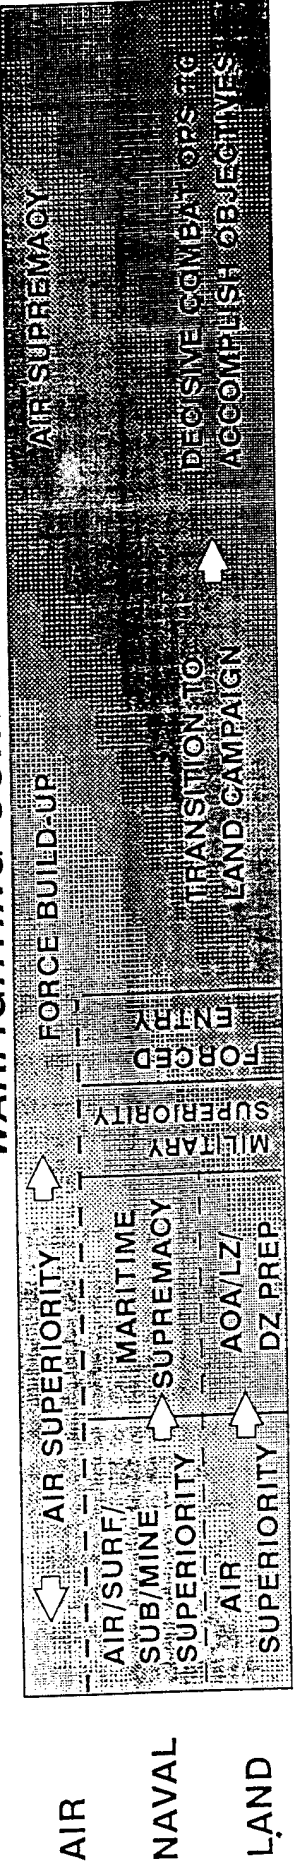 WARFIGHTING
AIR
AIR SUPERIORITY
FORCE BUILD-UP
AIR SUPREMACY
NAVAL
AIR/SURF/
SUB/MINE
SUPERIORITY
MARITIME
SUPREMACY
LAND
AIR
SUPERIORITY
AOA/LZ/
DZ PREP
MILITARY
SUPERIORITY
FORCED
ENTRY
TRANSITION TO
LAND CAMPAIGN
DECISIVE COMBAT OPS TO
ACCOMPLISH OBJECTIVES